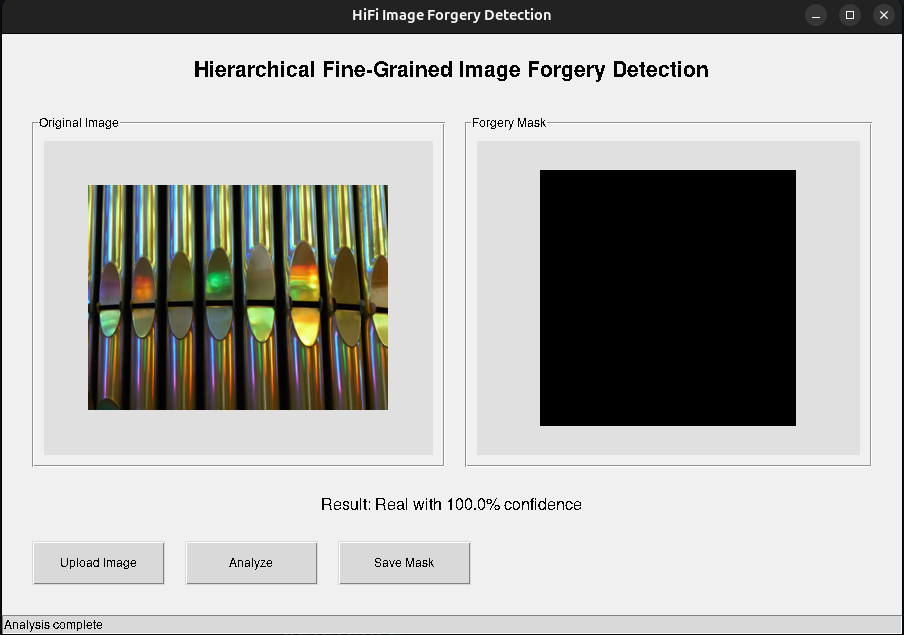 HiFi Image Forgery Detection
Hierarchical Fine-Grained Image Forgery Detection
Original Image
Forgery Mask
Result: Real with 100.0% confidence
Upload Image
Analyze
Save Mask
Analysis complete